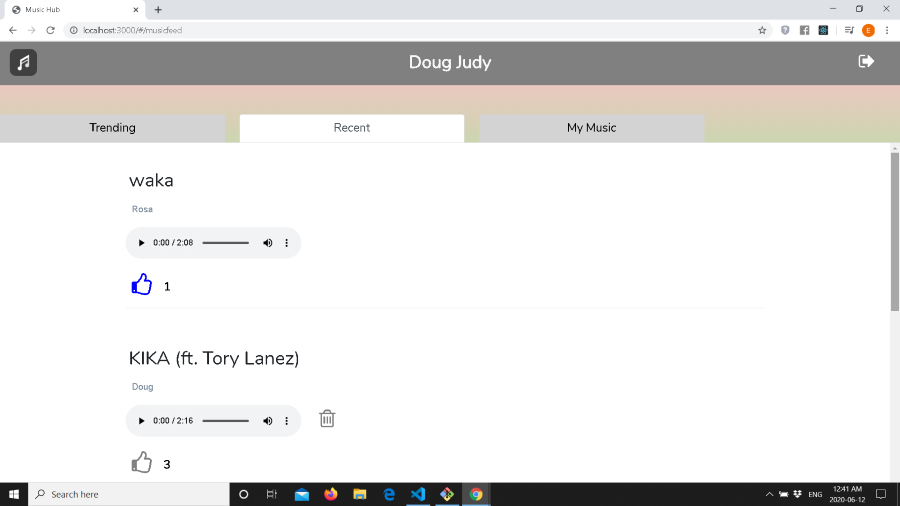 Music Hub
localhost:3000/#/musicfeed
E
Doug Judy
Trending
Recent
My Music
waka
Rosa
0:00 / 2:08
1
KIKA (ft. Tory Lanez)
Doug
0:00 / 2:16
3
Search here
ENG
12:41 AM
2020-06-12